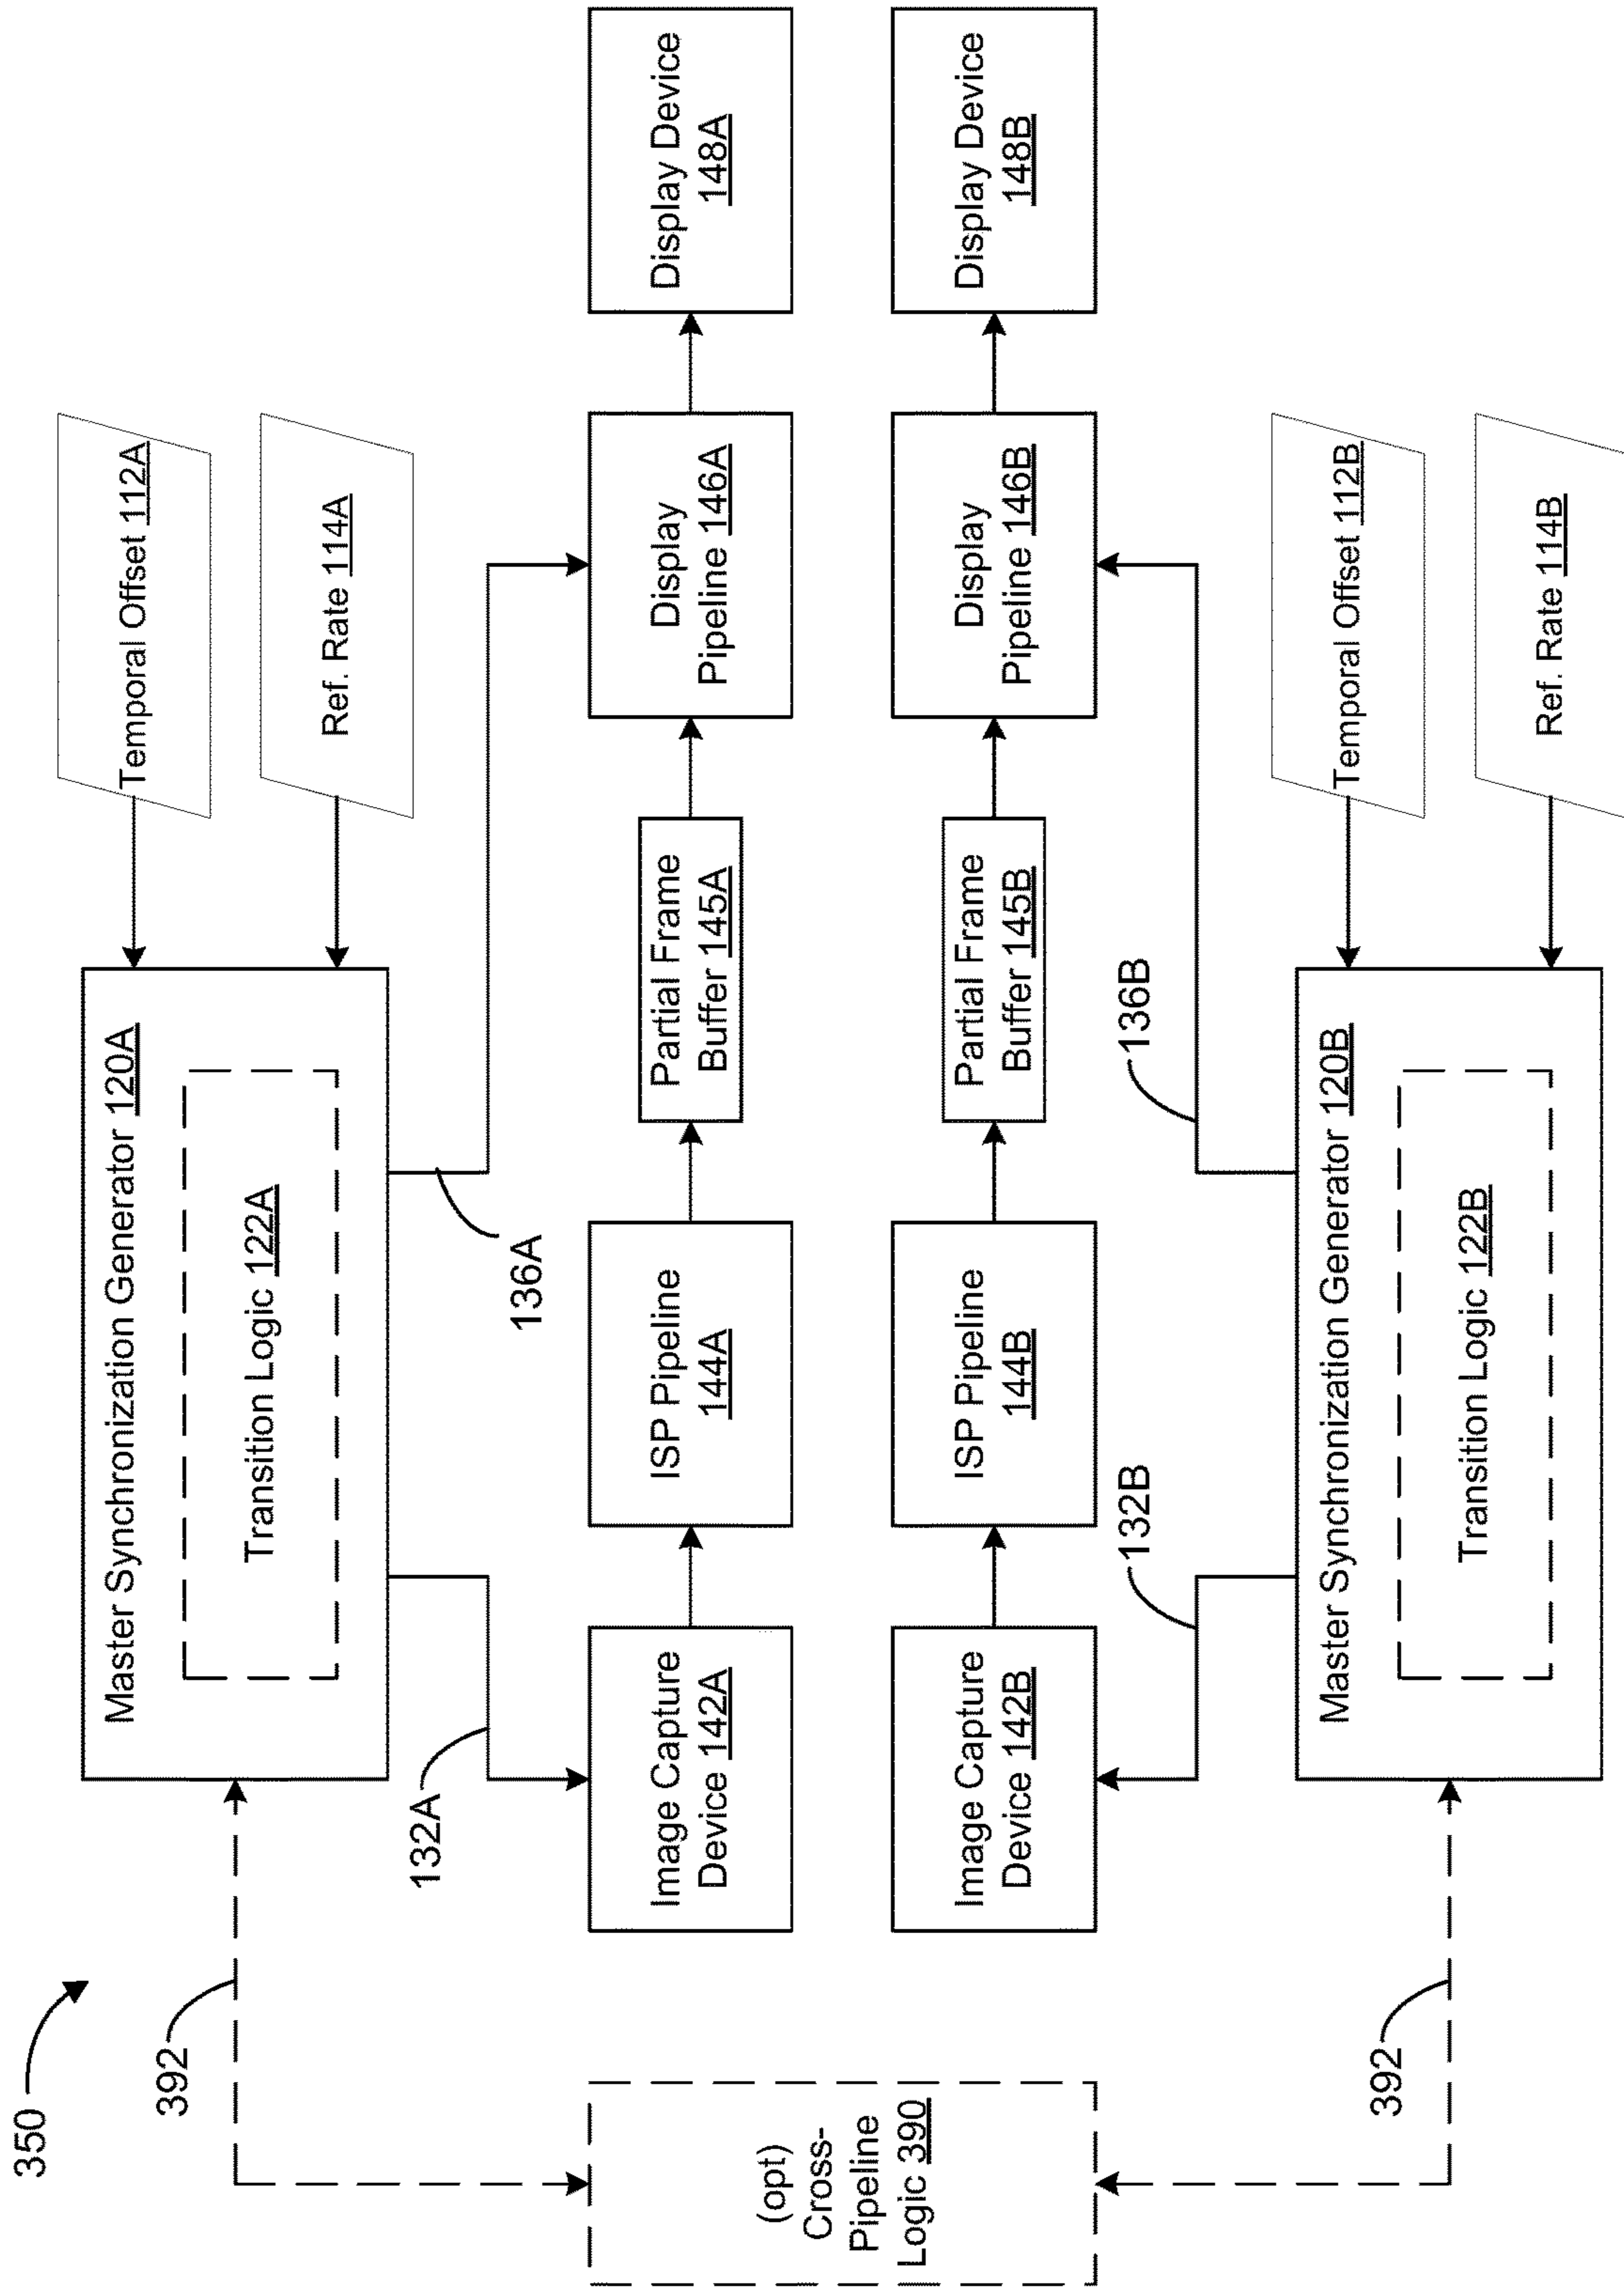 350
392
Master Synchronization Generator 120A
Transition Logic 122A
Temporal Offset 112A
Ref. Rate 114A
132A
136A
(opt)
Cross-
Pipeline
Logic 390
Image Capture
Device 142A
ISP Pipeline
144A
Partial Frame
Buffer 145A
Display
Pipeline 146A
Display Device
148A
Image Capture
Device 142B
ISP Pipeline
144B
Partial Frame
Buffer 145B
Display
Pipeline 146B
Display Device
148B
132B
136B
392
Master Synchronization Generator 120B
Transition Logic 122B
Temporal Offset 112B
Ref. Rate 114B